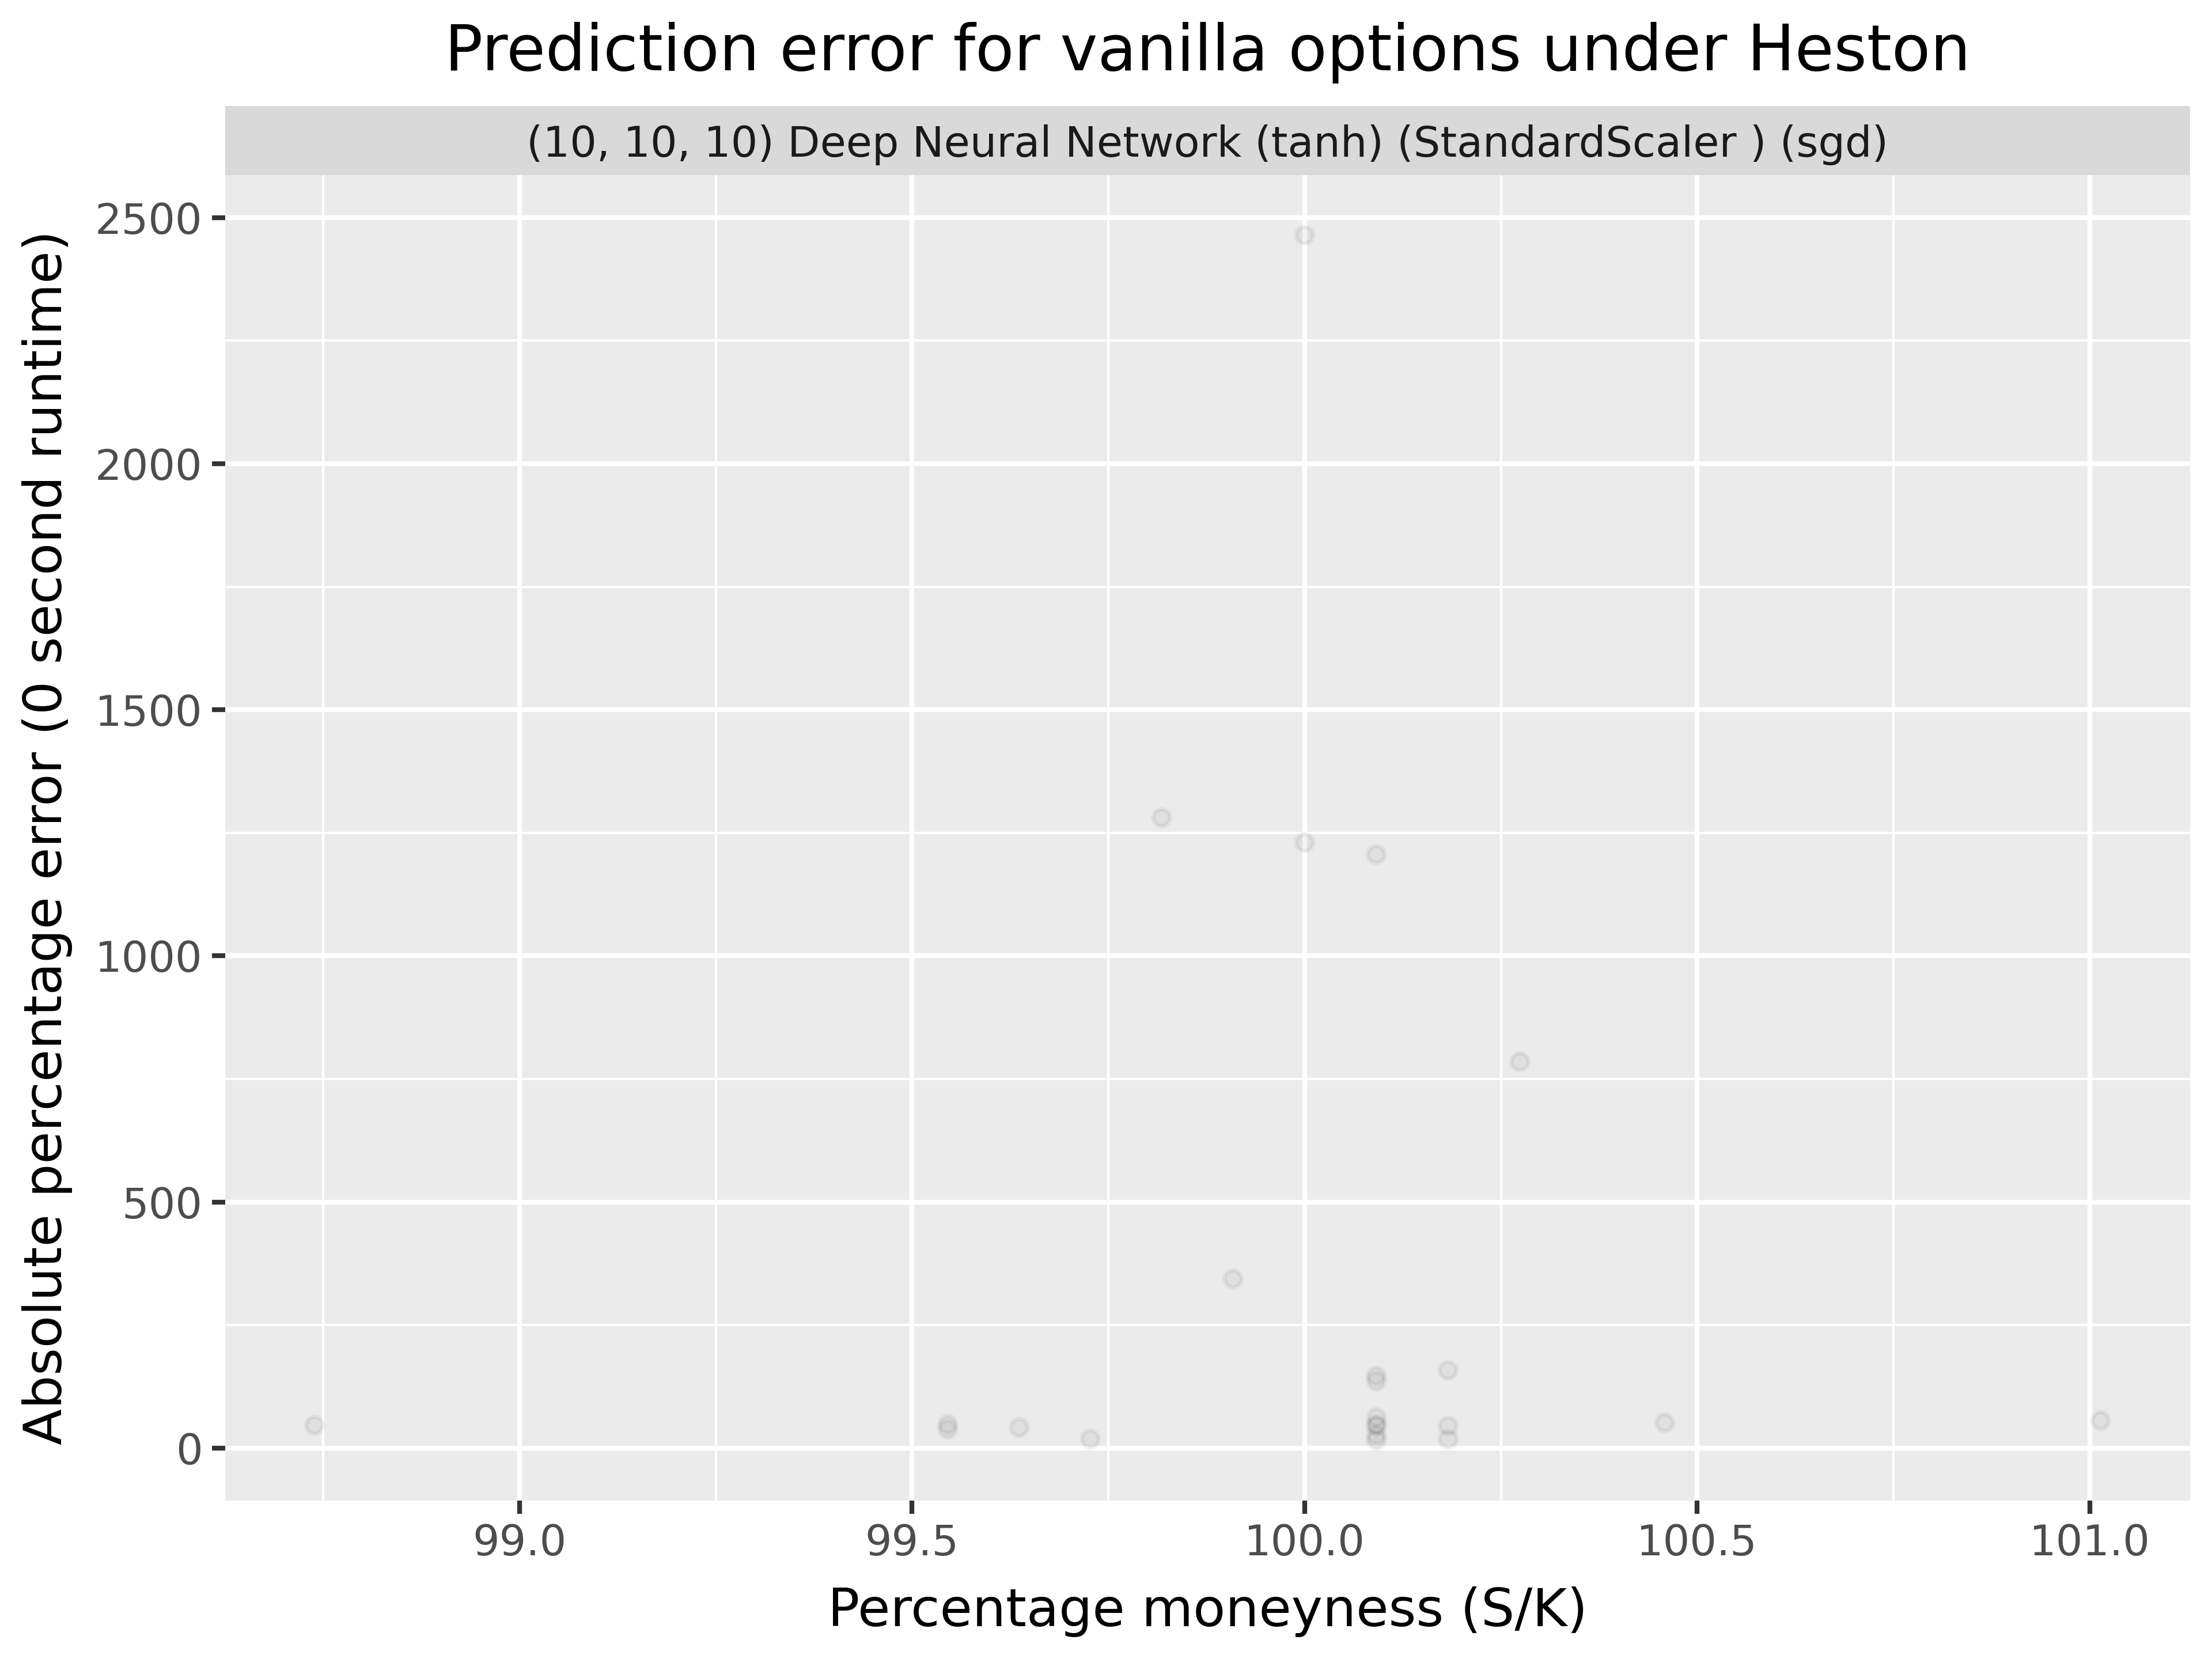 Prediction error for vanilla options under Heston
(10, 10, 10) Deep Neural Network (tanh) (StandardScaler ) (sgd)
Absolute percentage error (0 second runtime)
2500
2000
1500
1000
500
0
99.0
99.5
100.0
100.5
101.0
Percentage moneyness (S/K)